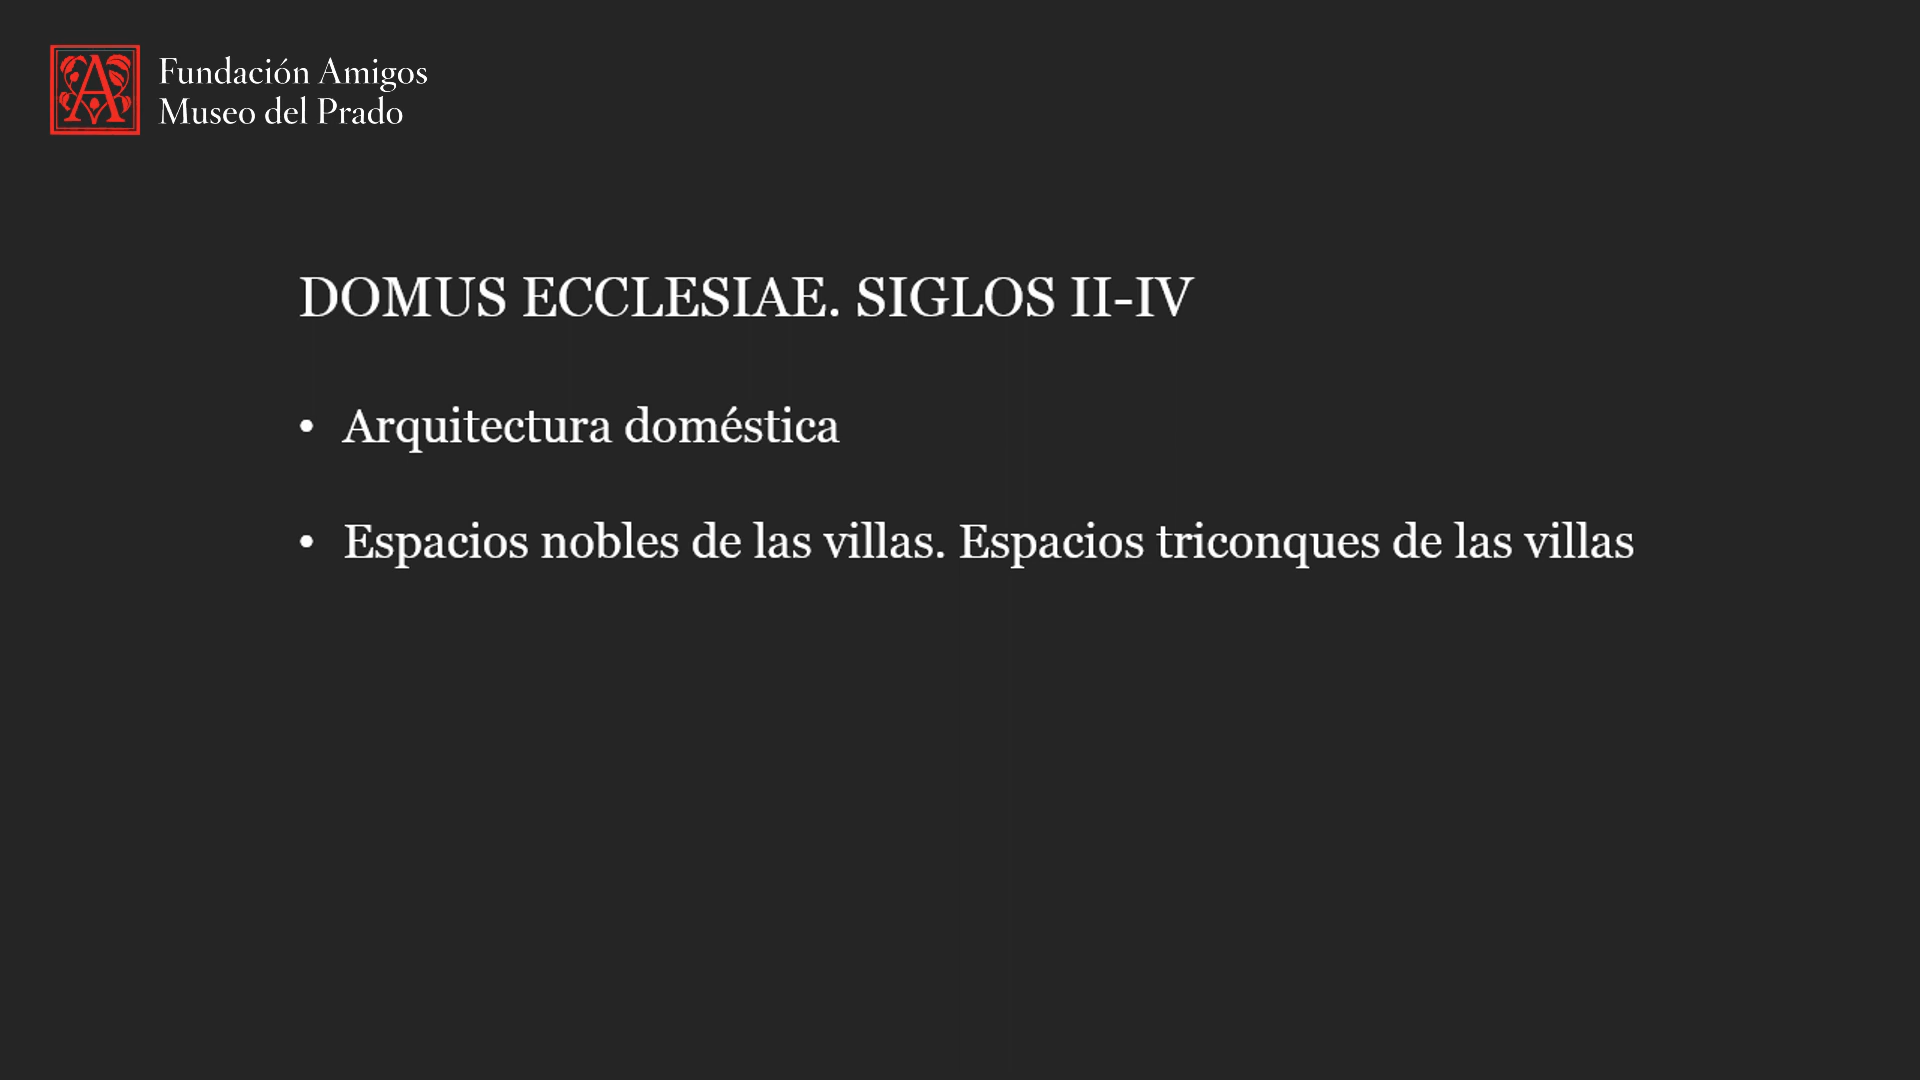 Fundación Amigos
Museo del Prado
DOMUS ECCLESIAE. SIGLOS II-IV
• Arquitectura doméstica
• Espacios nobles de las villas. Espacios triconques de las villas